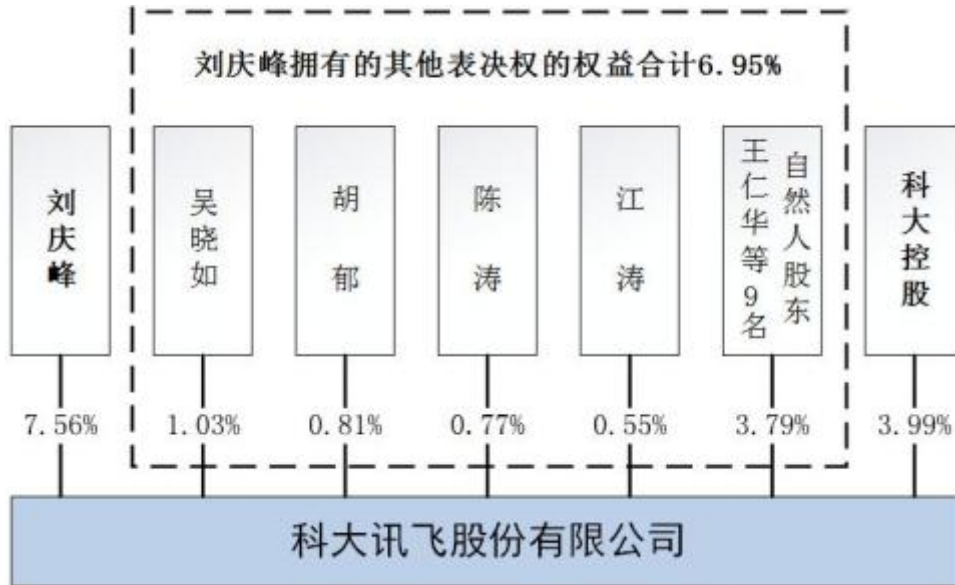 刘庆峰拥有的其他表决权的权益合计6.95%
刘庆峰
吴晓如
胡郁
陈涛
江涛
王仁华等9名
自然人股东
科大控股
7.56%
1.03%
0.81%
0.77%
0.55%
3.79%
3.99%
科大讯飞股份有限公司